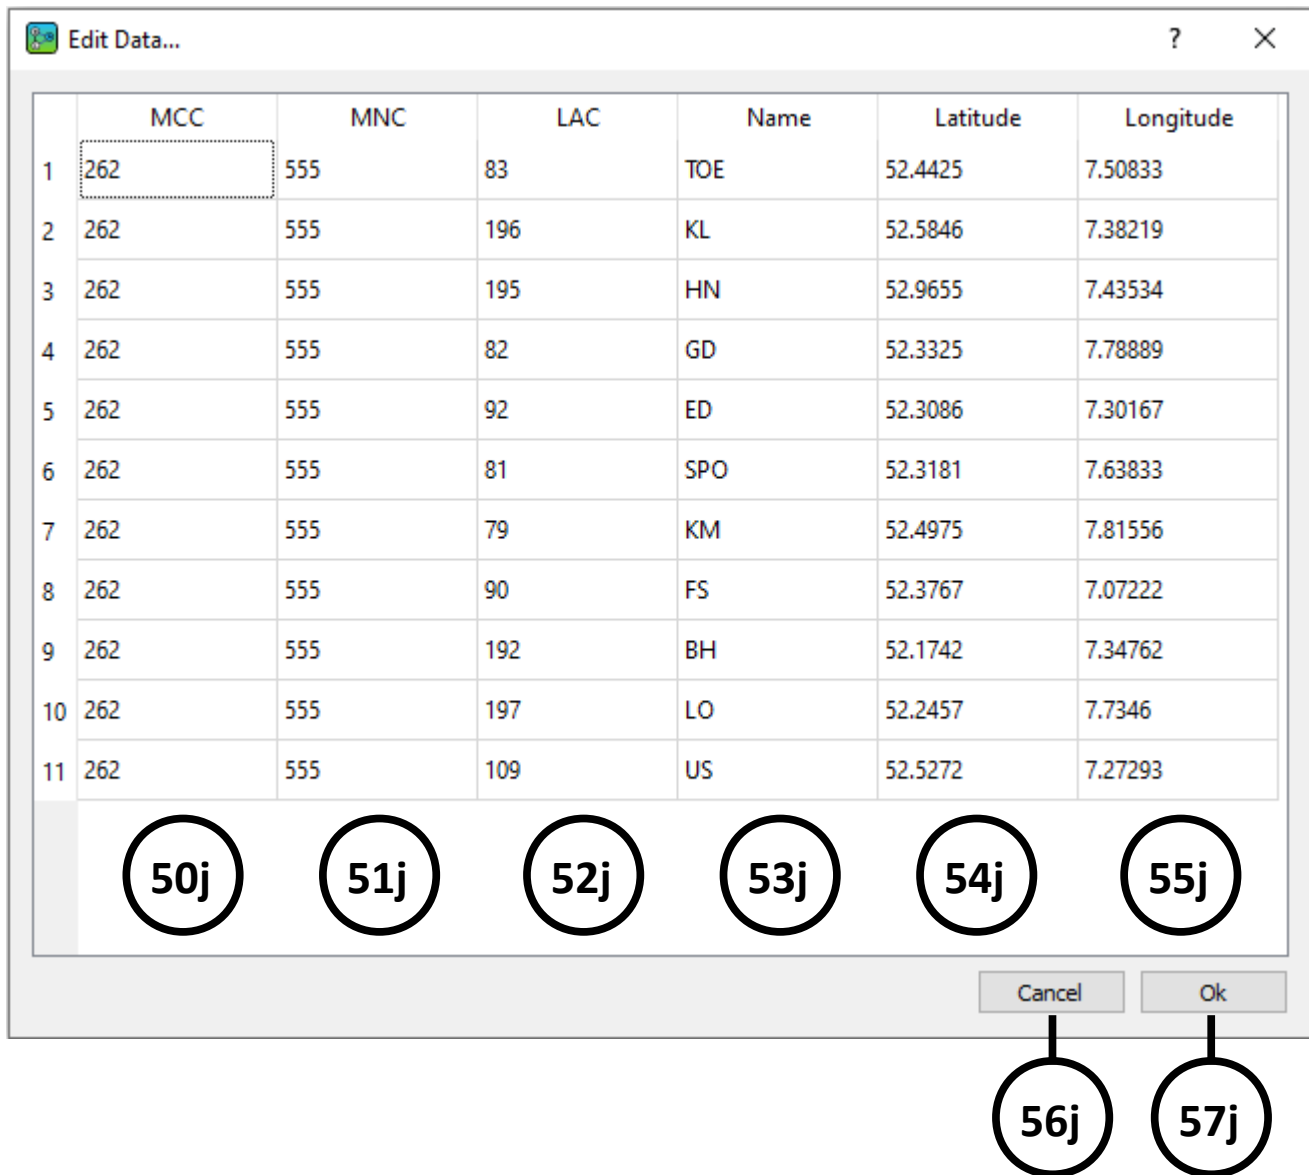 Edit Data... ?
MCC MNC LAC Name Latitude Longitude
1 262 555 83 TOE 52.4425 7.50833
2 262 555 196 KL 52.5846 7.38219
3 262 555 195 HN 52.9655 7.43534
4 262 555 82 GD 52.3325 7.78889
5 262 555 92 ED 52.3086 7.30167
6 262 555 81 SPO 52.3181 7.63833
7 262 555 79 KM 52.4975 7.81556
8 262 555 90 FS 52.3767 7.07222
9 262 555 192 BH 52.1742 7.34762
10 262 555 197 LO 52.2457 7.7346
11 262 555 109 US 52.5272 7.27293
50j 51j 52j 53j 54j 55j
Cancel Ok
56j 57j